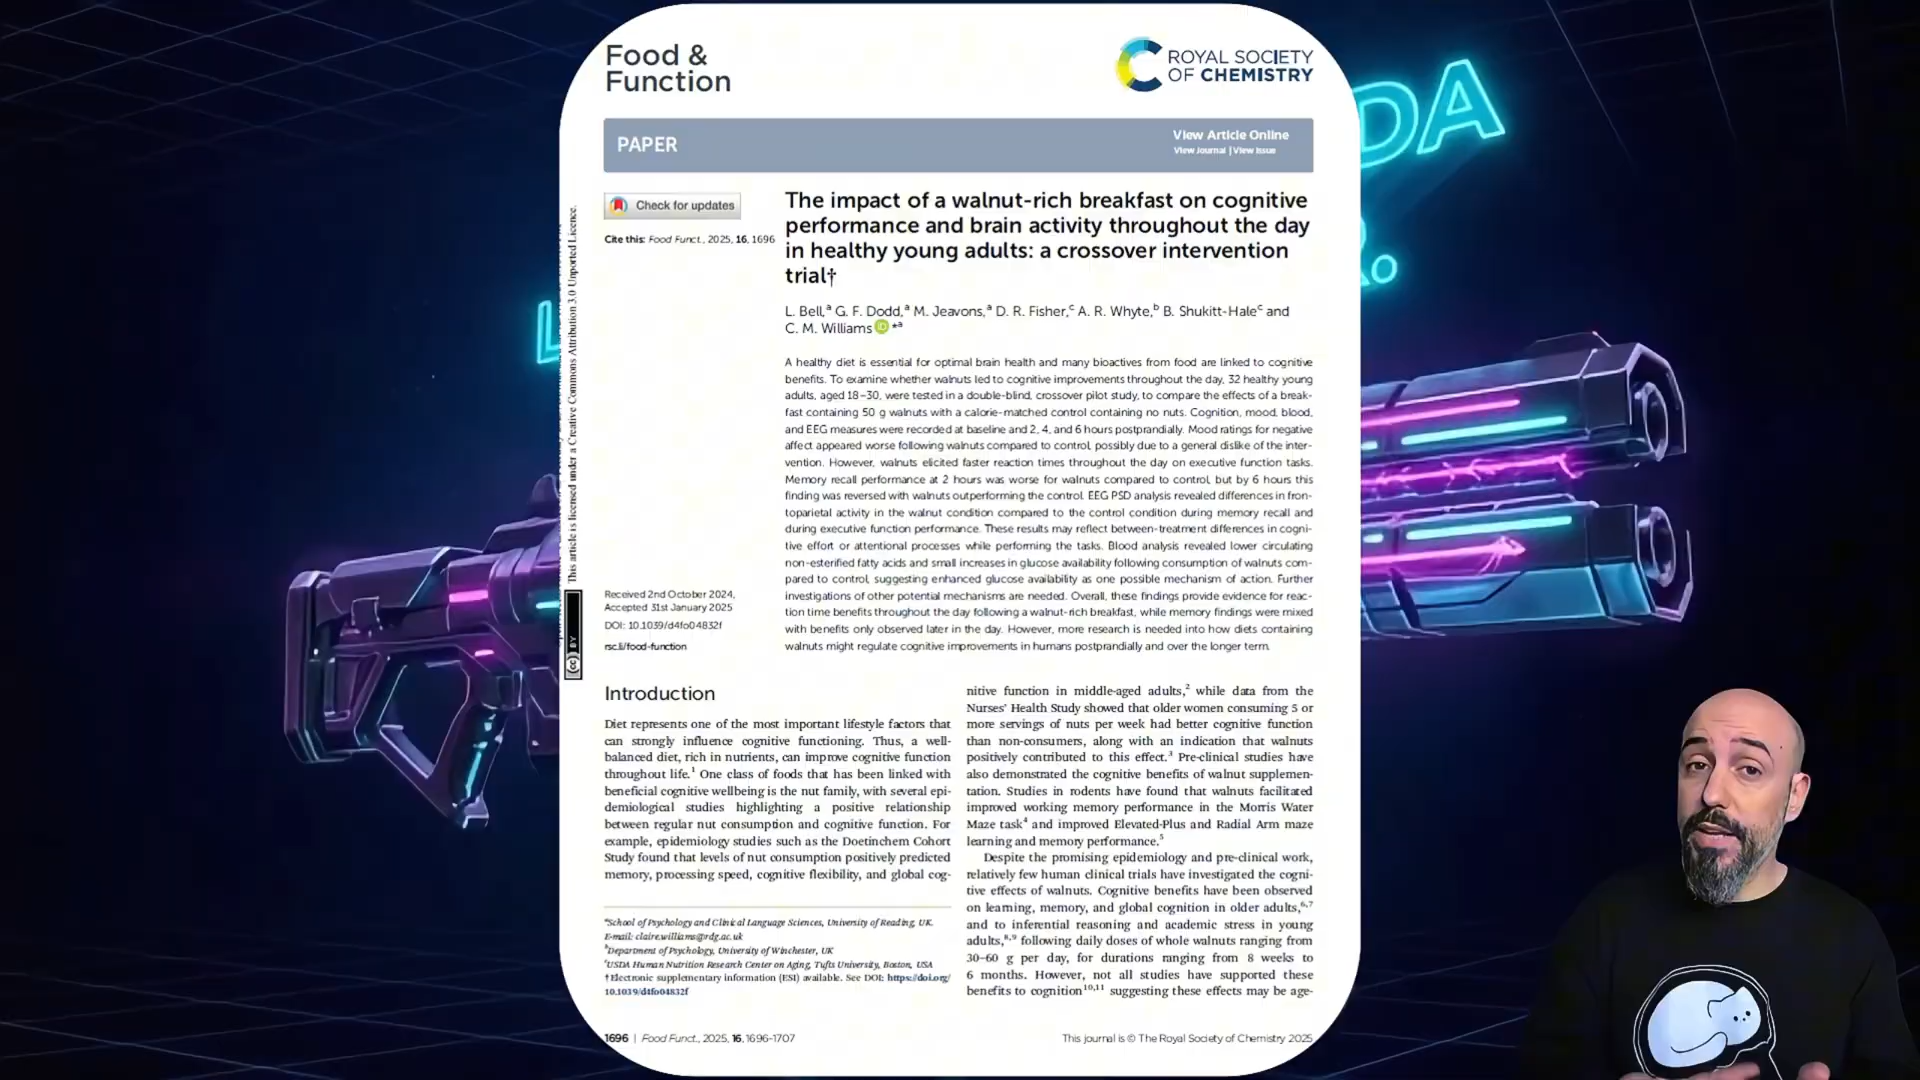 Food &
Function
ROYAL SOCIETY
OF CHEMISTRY
PAPER
View Article Online
View Journal | View Issue
Check for updates
Cite this: Food Funct., 2025, 16, 1696
The impact of a walnut-rich breakfast on cognitive
performance and brain activity throughout the day
in healthy young adults: a crossover intervention
trial†
L. Bell,ᵃ G. F. Dodd,ᵃ M. Jeavons,ᵃ D. R. Fisher,ᶜ A. R. Whyte,ᵇ B. Shukitt-Haleᶜ and
C. M. Williams *ᵃ
A healthy diet is essential for optimal brain health and many bioactives from food are linked to cognitive
benefits. To examine whether walnuts led to cognitive improvements throughout the day, 32 healthy young
adults, aged 18–30, were tested in a double-blind, crossover pilot study, to compare the effects of a break-
fast containing 50 g walnuts with a calorie-matched control containing no nuts. Cognition, mood, blood,
and EEG measures were recorded at baseline and 2, 4, and 6 hours postprandially. Mood ratings for negative
affect appeared worse following walnuts compared to control, possibly due to a general dislike of the inter-
vention. However, walnuts elicited faster reaction times throughout the day on executive function tasks.
Memory recall performance at 2 hours was worse for walnuts compared to control, but by 6 hours this
finding was reversed with walnuts outperforming the control. EEG PSD analysis revealed differences in fron-
toparietal activity in the walnut condition compared to the control condition during memory recall and
during executive function performance. These results may reflect between-treatment differences in cogni-
tive effort or attentional processes while performing the tasks. Blood analysis revealed lower circulating
non-esterified fatty acids and small increases in glucose availability following consumption of walnuts com-
pared to control, suggesting enhanced glucose availability as one possible mechanism of action. Further
investigations of other potential mechanisms are needed. Overall, these findings provide evidence for reac-
tion time benefits throughout the day following a walnut-rich breakfast, while memory findings were mixed
with benefits only observed later in the day. However, more research is needed into how diets containing
walnuts might regulate cognitive improvements in humans postprandially and over the longer term.
Received 2nd October 2024,
Accepted 31st January 2025
DOI: 10.1039/d4fo04832f
rsc.li/food-function
This article is licensed under a Creative Commons Attribution 3.0 Unported Licence.
(cc) BY
Introduction
Diet represents one of the most important lifestyle factors that
can strongly influence cognitive functioning. Thus, a well-
balanced diet, rich in nutrients, can improve cognitive function
throughout life.¹ One class of foods that has been linked with
beneficial cognitive wellbeing is the nut family, with several epi-
demiological studies highlighting a positive relationship
between regular nut consumption and cognitive function. For
example, epidemiology studies such as the Doetinchem Cohort
Study found that levels of nut consumption positively predicted
memory, processing speed, cognitive flexibility, and global cog-
nitive function in middle-aged adults,² while data from the
Nurses' Health Study showed that older women consuming 5 or
more servings of nuts per week had better cognitive function
than non-consumers, along with an indication that walnuts
positively contributed to this effect.³ Pre-clinical studies have
also demonstrated the cognitive benefits of walnut supplemen-
tation. Studies in rodents have found that walnuts facilitated
improved working memory performance in the Morris Water
Maze task⁴ and improved Elevated-Plus and Radial Arm maze
learning and memory performance.⁵
Despite the promising epidemiology and pre-clinical work,
relatively few human clinical trials have investigated the cogni-
tive effects of walnuts. Cognitive benefits have been observed
on learning, memory, and global cognition in older adults,⁶,⁷
and to inferential reasoning and academic stress in young
adults,⁸,⁹ following daily doses of whole walnuts ranging from
30–60 g per day, for durations ranging from 8 weeks to
6 months. However, not all studies have supported these
benefits to cognition¹⁰,¹¹ suggesting these effects may be age-
ᵃSchool of Psychology and Clinical Language Sciences, University of Reading, UK.
E-mail: claire.williams@rdg.ac.uk
ᵇDepartment of Psychology, University of Winchester, UK
ᶜUSDA Human Nutrition Research Center on Aging, Tufts University, Boston, USA
†Electronic supplementary information (ESI) available. See DOI: https://doi.org/
10.1039/d4fo04832f
1696 | Food Funct., 2025, 16, 1696-1707
This journal is © The Royal Society of Chemistry 2025